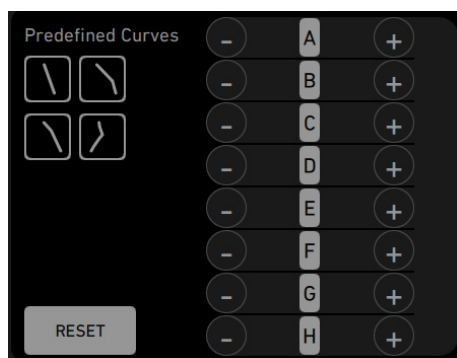 Predefined Curves
- A +
- B +
- C +
- D +
- E +
- F +
- G +
RESET
- H +